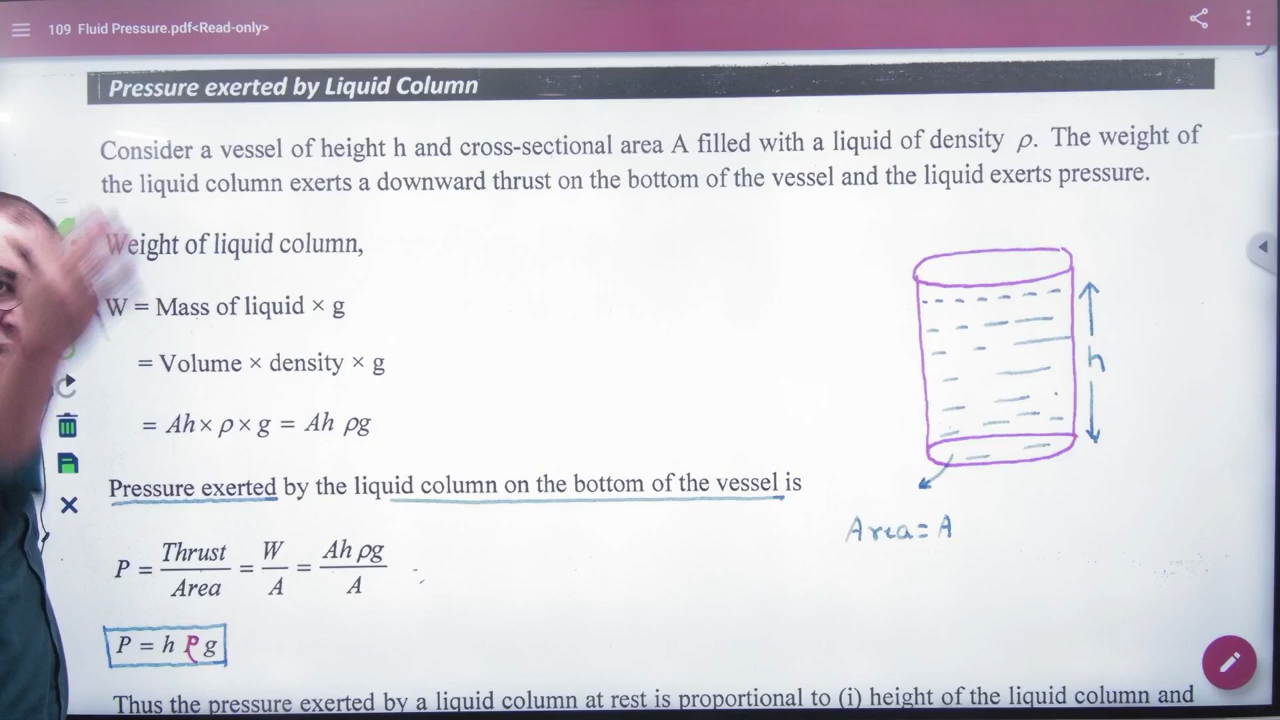 109 Fluid Pressure.pdf<Read-only>
Pressure exerted by Liquid Column
Consider a vessel of height h and cross-sectional area A filled with a liquid of density ρ. The weight of
the liquid column exerts a downward thrust on the bottom of the vessel and the liquid exerts pressure.
Weight of liquid column,
W = Mass of liquid × g
= Volume × density × g
= Ah × ρ × g = Ah ρg
h
Pressure exerted by the liquid column on the bottom of the vessel is
Area = A
P = Thrust/Area = W/A = Ah ρg/A
P = h ρ g
Thus the pressure exerted by a liquid column at rest is proportional to (i) height of the liquid column and